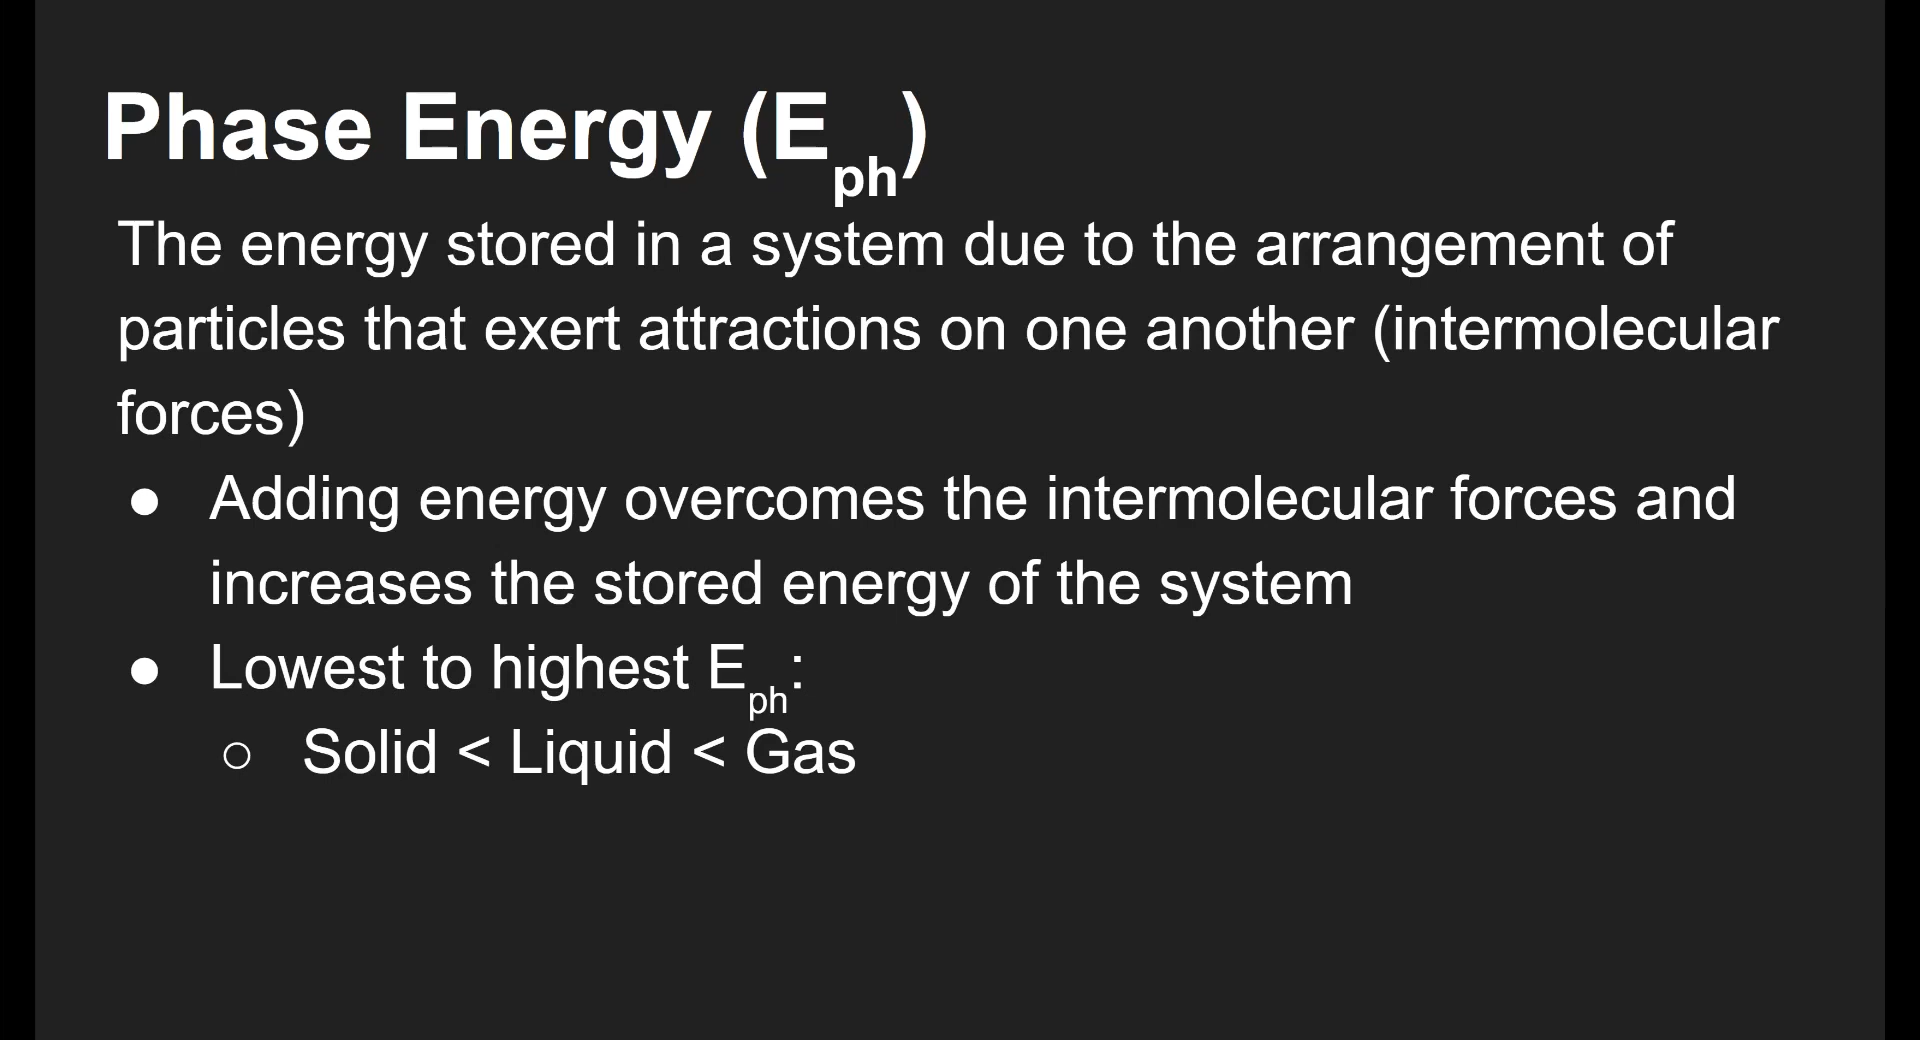 Phase Energy (Eph)
The energy stored in a system due to the arrangement of
particles that exert attractions on one another (intermolecular
forces)
● Adding energy overcomes the intermolecular forces and
increases the stored energy of the system
● Lowest to highest Eph:
○ Solid < Liquid < Gas